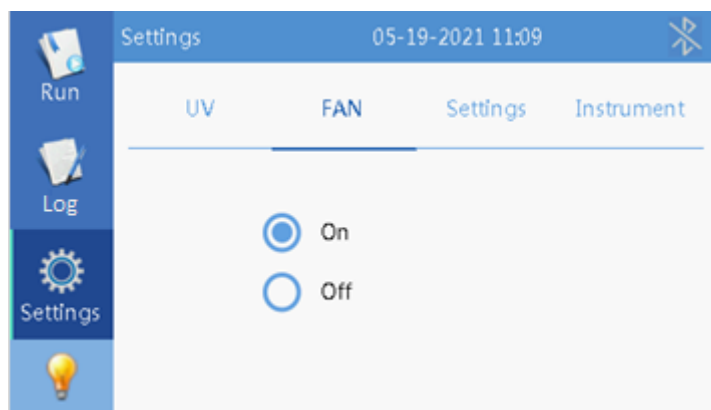 Settings 05-19-2021 11:09
Run
UV FAN Settings Instrument
Log
On
Off
Settings